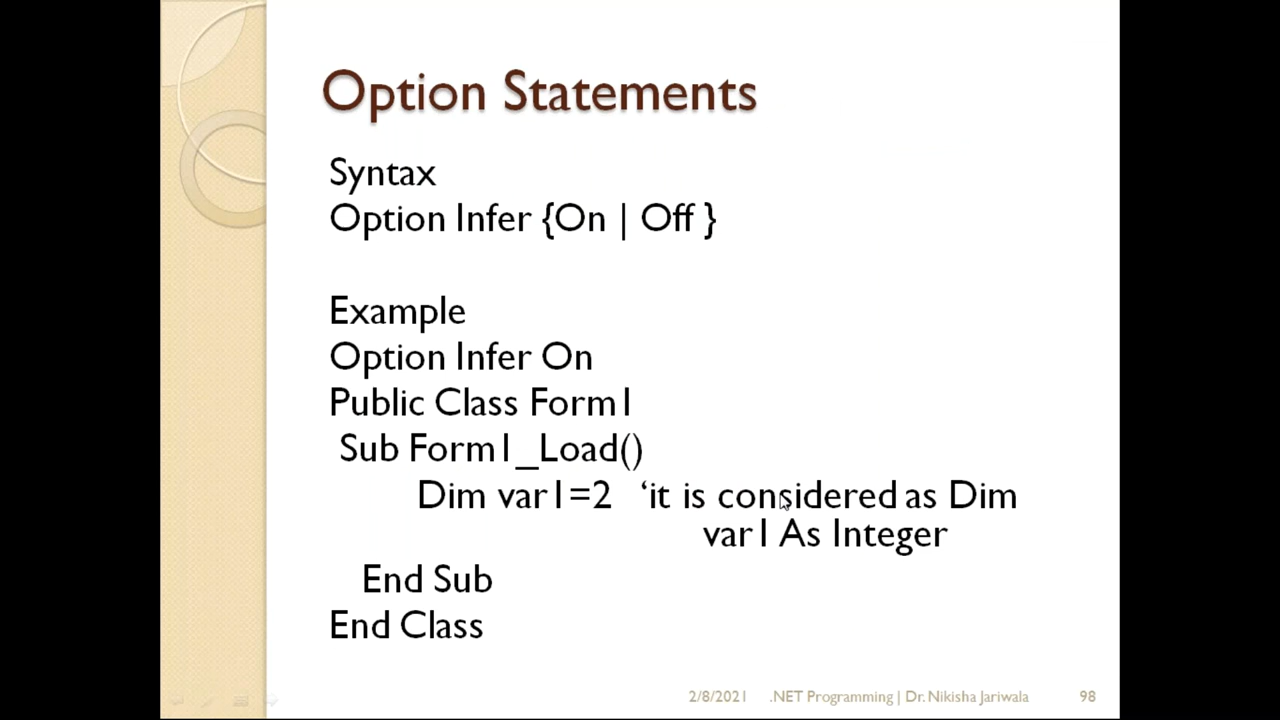 Option Statements
Syntax
Option Infer {On | Off }
Example
Option Infer On
Public Class Form1
Sub Form1_Load()
Dim var1=2 ‘it is considered as Dim
var1 As Integer
End Sub
End Class
2/8/2021 .NET Programming | Dr. Nikisha Jariwala 98